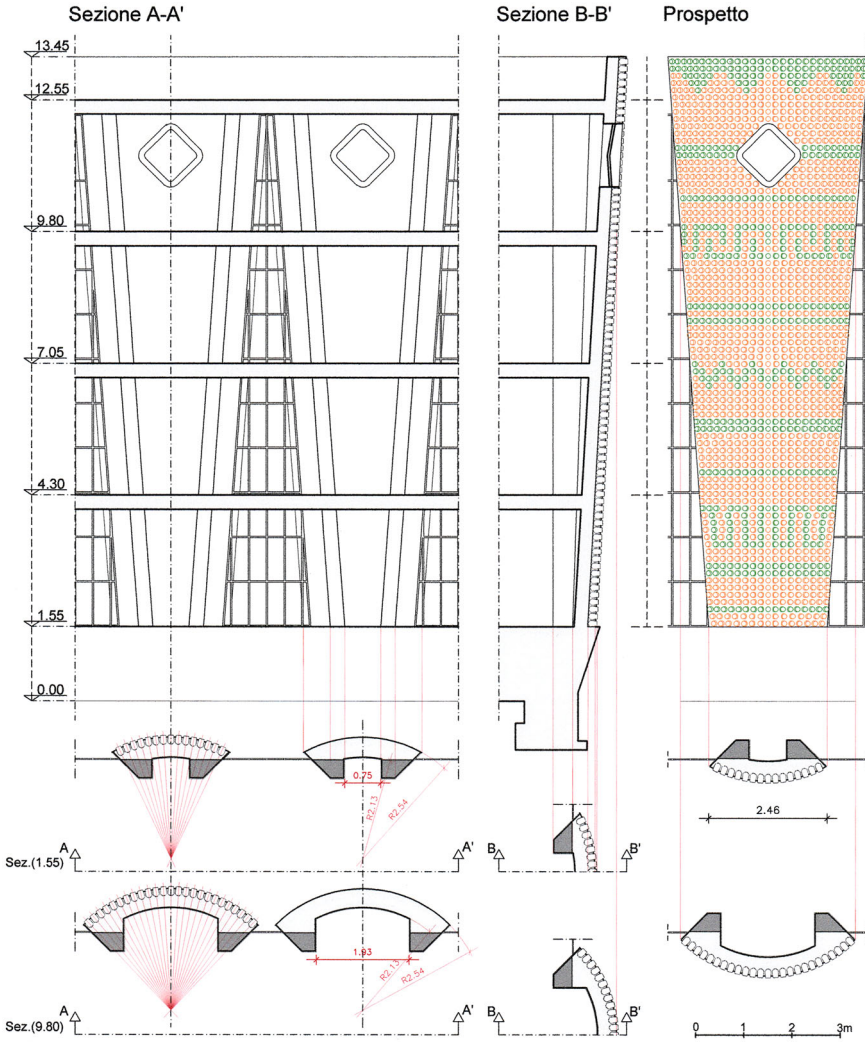 Sezione A-A'
Sezione B-B'
Prospetto
13.45
12.55
9.80
7.05
4.30
1.55
0.00
0.75
R2.13
R2.54
2.46
A
A'
B
B'
Sez.(1.55)
1.93
R2.13
R2.54
A
A'
B
B'
Sez.(9.80)
0 1 2 3m